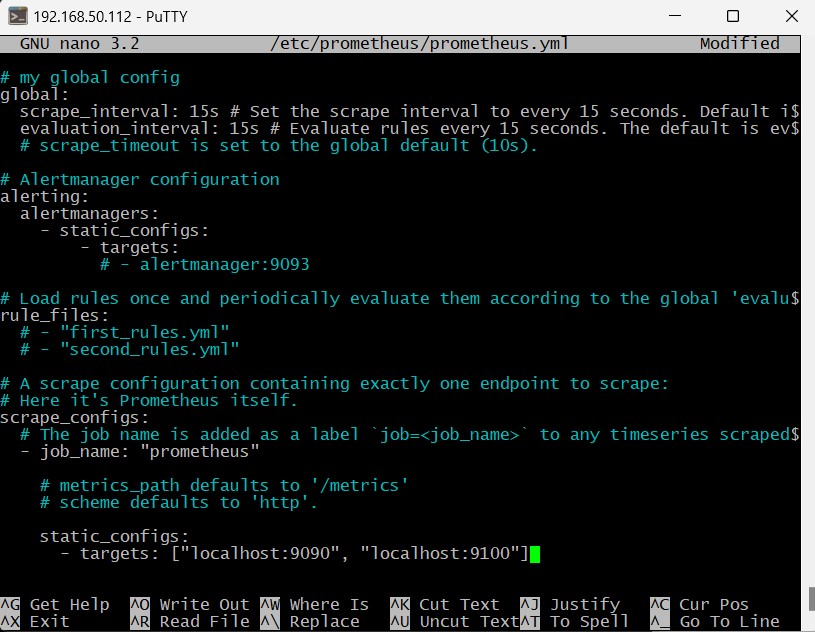 192.168.50.112 - PuTTY
GNU nano 3.2 /etc/prometheus/prometheus.yml Modified
# my global config
global:
  scrape_interval: 15s # Set the scrape interval to every 15 seconds. Default i$
  evaluation_interval: 15s # Evaluate rules every 15 seconds. The default is ev$
  # scrape_timeout is set to the global default (10s).
# Alertmanager configuration
alerting:
  alertmanagers:
    - static_configs:
        - targets:
          # - alertmanager:9093
# Load rules once and periodically evaluate them according to the global 'evalu$
rule_files:
  # - "first_rules.yml"
  # - "second_rules.yml"
# A scrape configuration containing exactly one endpoint to scrape:
# Here it's Prometheus itself.
scrape_configs:
  # The job name is added as a label `job=<job_name>` to any timeseries scraped$
  - job_name: "prometheus"
    # metrics_path defaults to '/metrics'
    # scheme defaults to 'http'.
    static_configs:
      - targets: ["localhost:9090", "localhost:9100"]
^G Get Help ^O Write Out ^W Where Is ^K Cut Text ^J Justify ^C Cur Pos
^X Exit ^R Read File ^\ Replace ^U Uncut Text ^T To Spell ^_ Go To Line